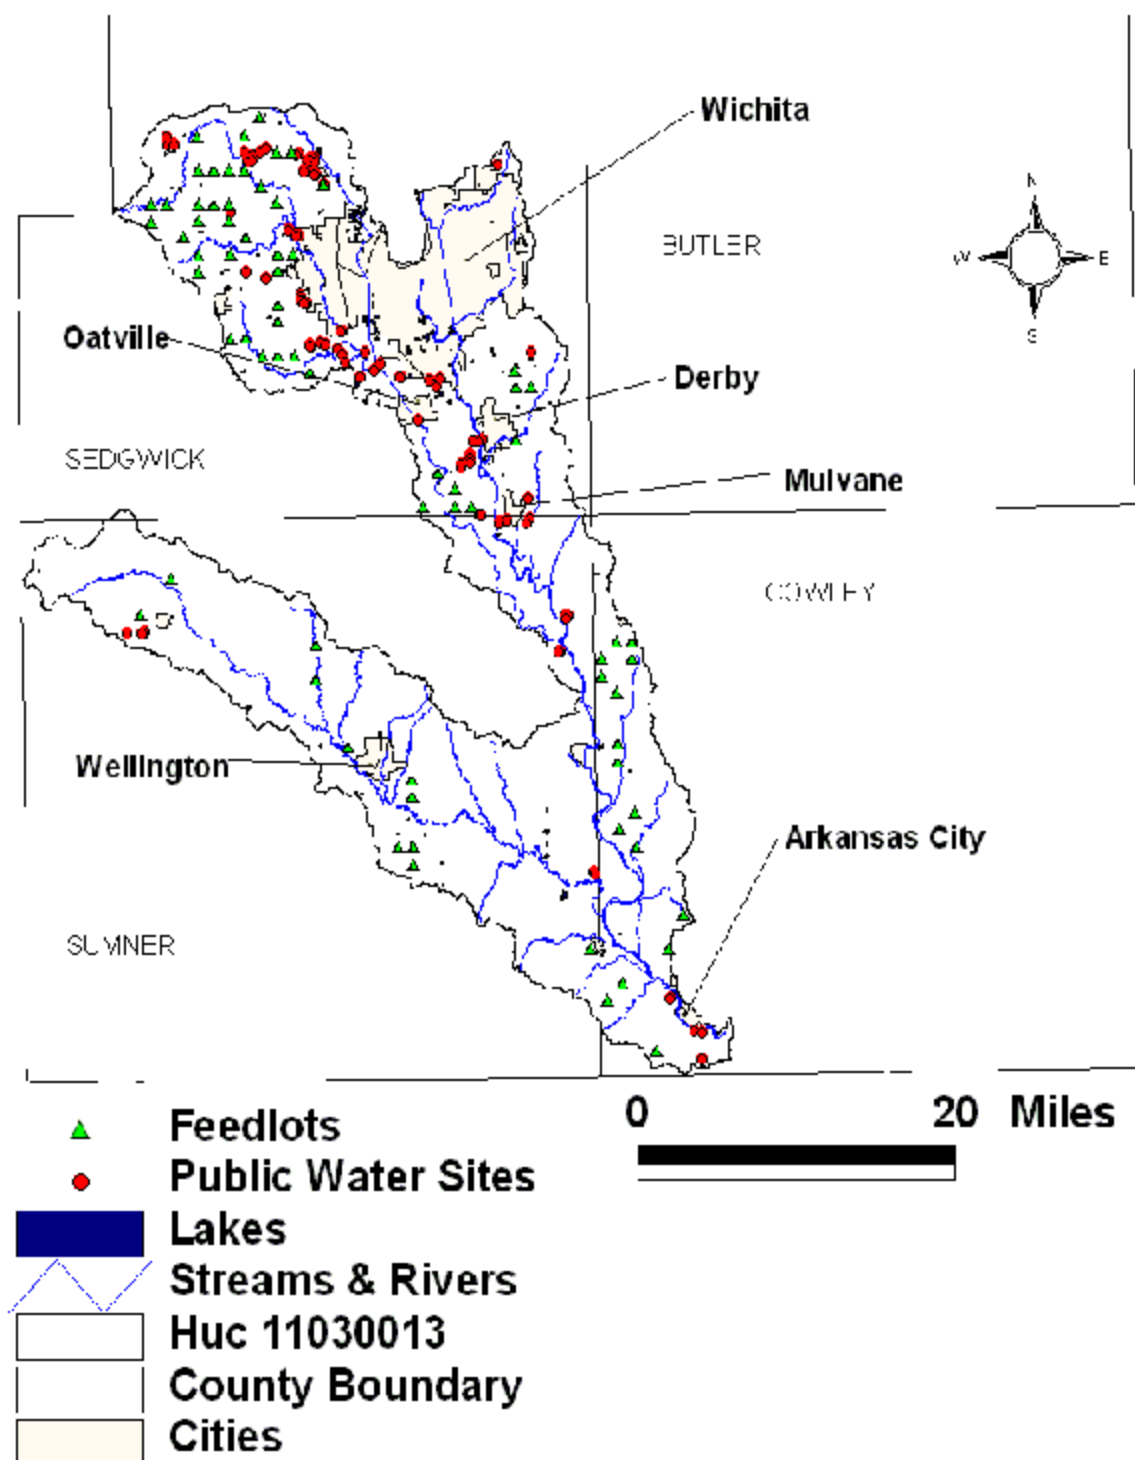 Wichita
N
BUTLER
W
E
S
Oatville
Derby
SEDGWICK
Mulvane
COWLEY
Wellington
Arkansas City
SUMNER
0 20 Miles
Feedlots
Public Water Sites
Lakes
Streams & Rivers
Huc 11030013
County Boundary
Cities